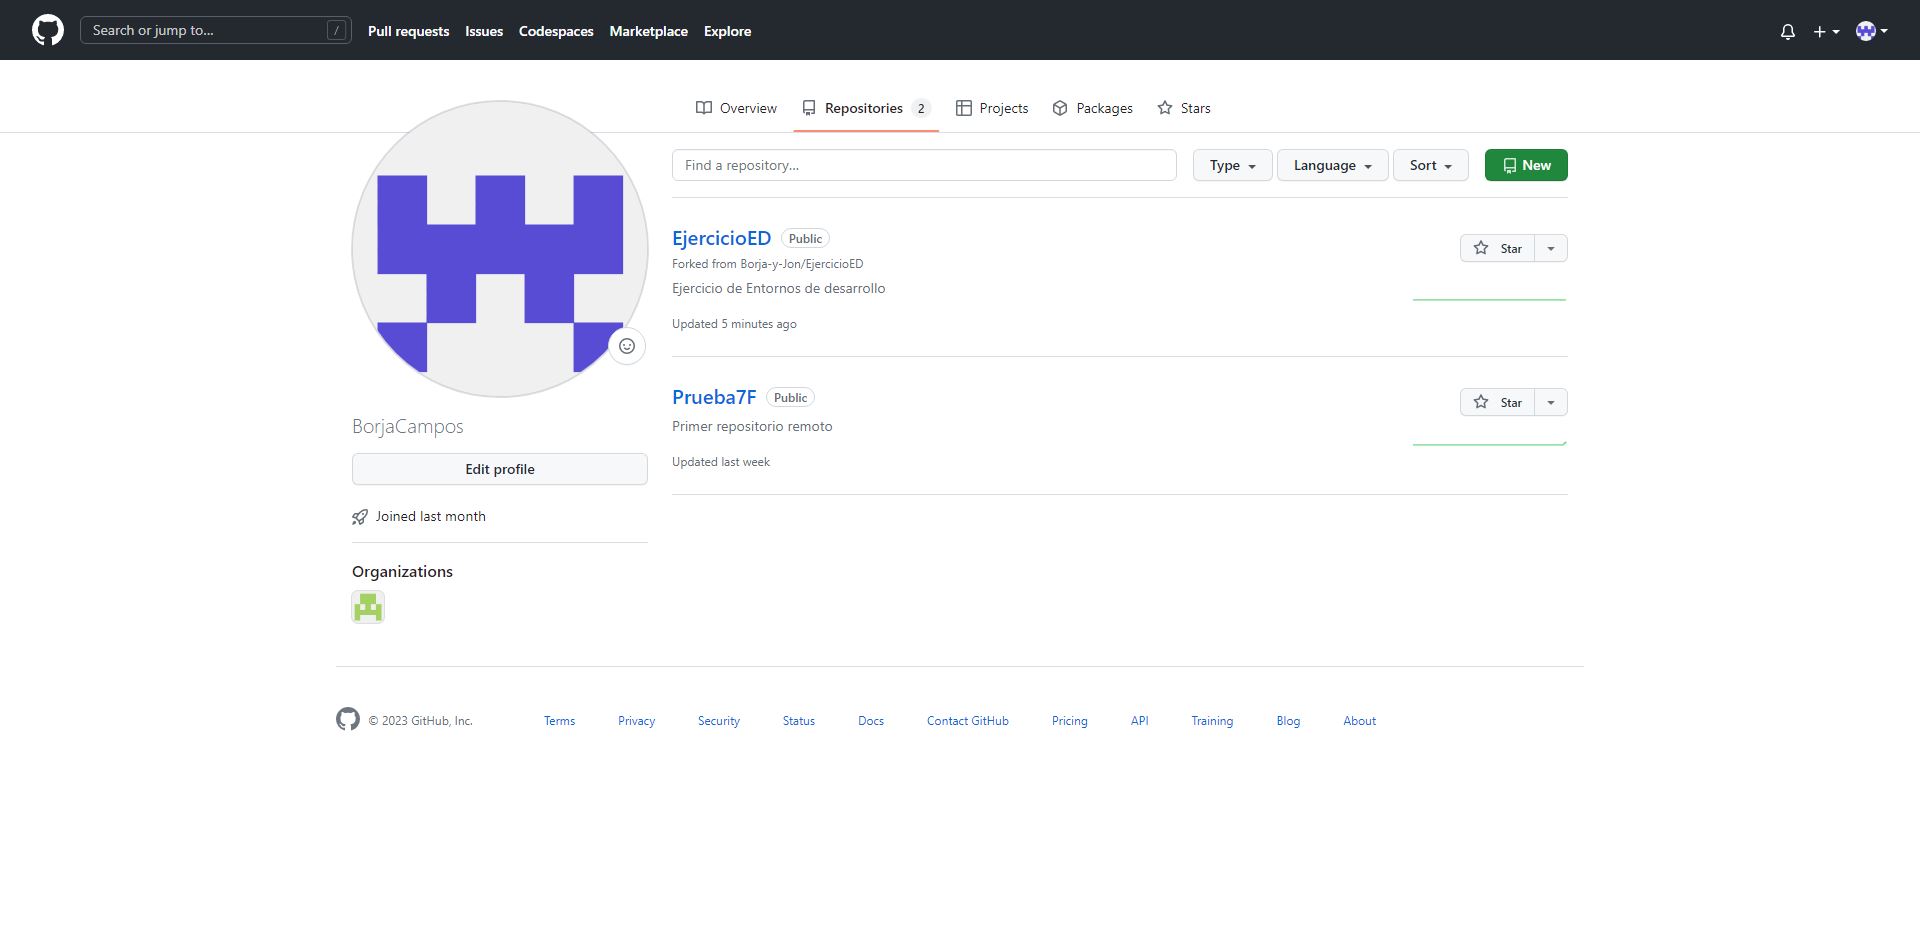 Search or jump to... /
Pull requests Issues Codespaces Marketplace Explore
Overview Repositories 2 Projects Packages Stars
Find a repository... Type Language Sort New
EjercicioED Public
Star
Forked from Borja-y-Jon/EjercicioED
Ejercicio de Entornos de desarrollo
Updated 5 minutes ago
Prueba7F Public
Star
Primer repositorio remoto
Updated last week
BorjaCampos
Edit profile
Joined last month
Organizations
© 2023 GitHub, Inc. Terms Privacy Security Status Docs Contact GitHub Pricing API Training Blog About